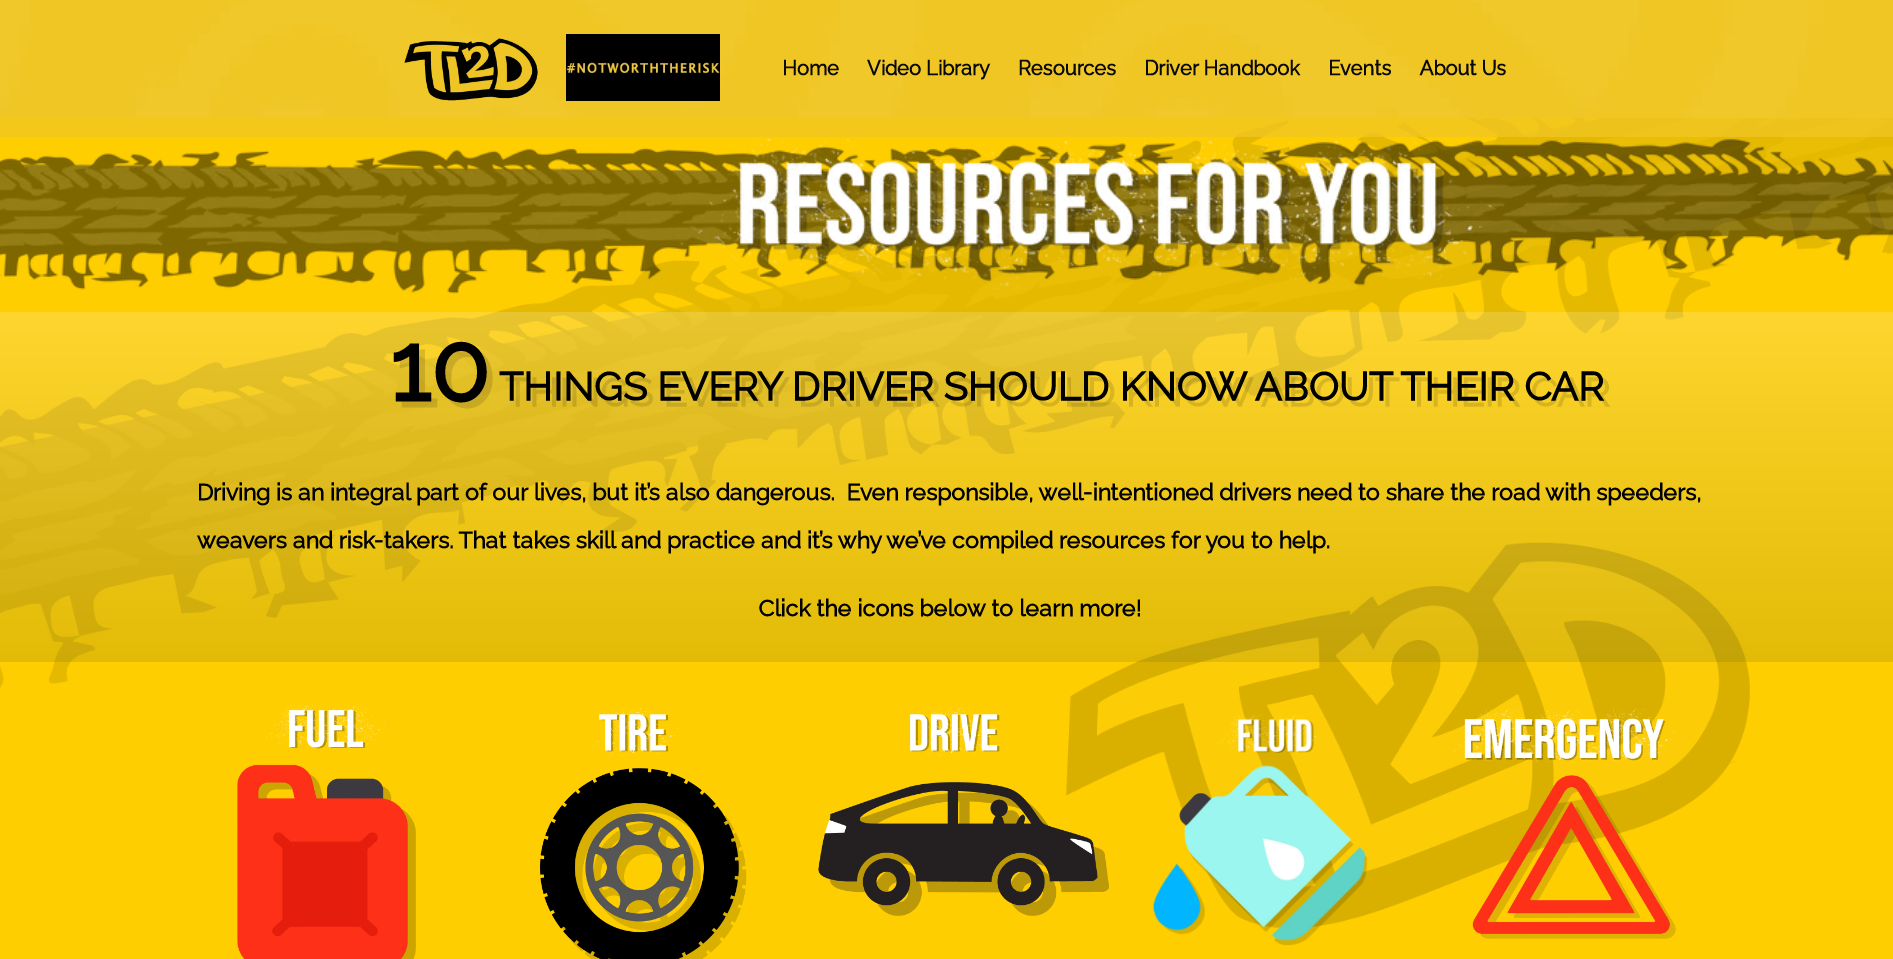 TL2D
#NOTWORTHTHERISK
Home Video Library Resources Driver Handbook Events About Us
RESOURCES FOR YOU
10 THINGS EVERY DRIVER SHOULD KNOW ABOUT THEIR CAR
Driving is an integral part of our lives, but it’s also dangerous.  Even responsible, well-intentioned drivers need to share the road with speeders,
weavers and risk-takers. That takes skill and practice and it’s why we’ve compiled resources for you to help.
Click the icons below to learn more!
TL2D
FUEL TIRE DRIVE FLUID EMERGENCY